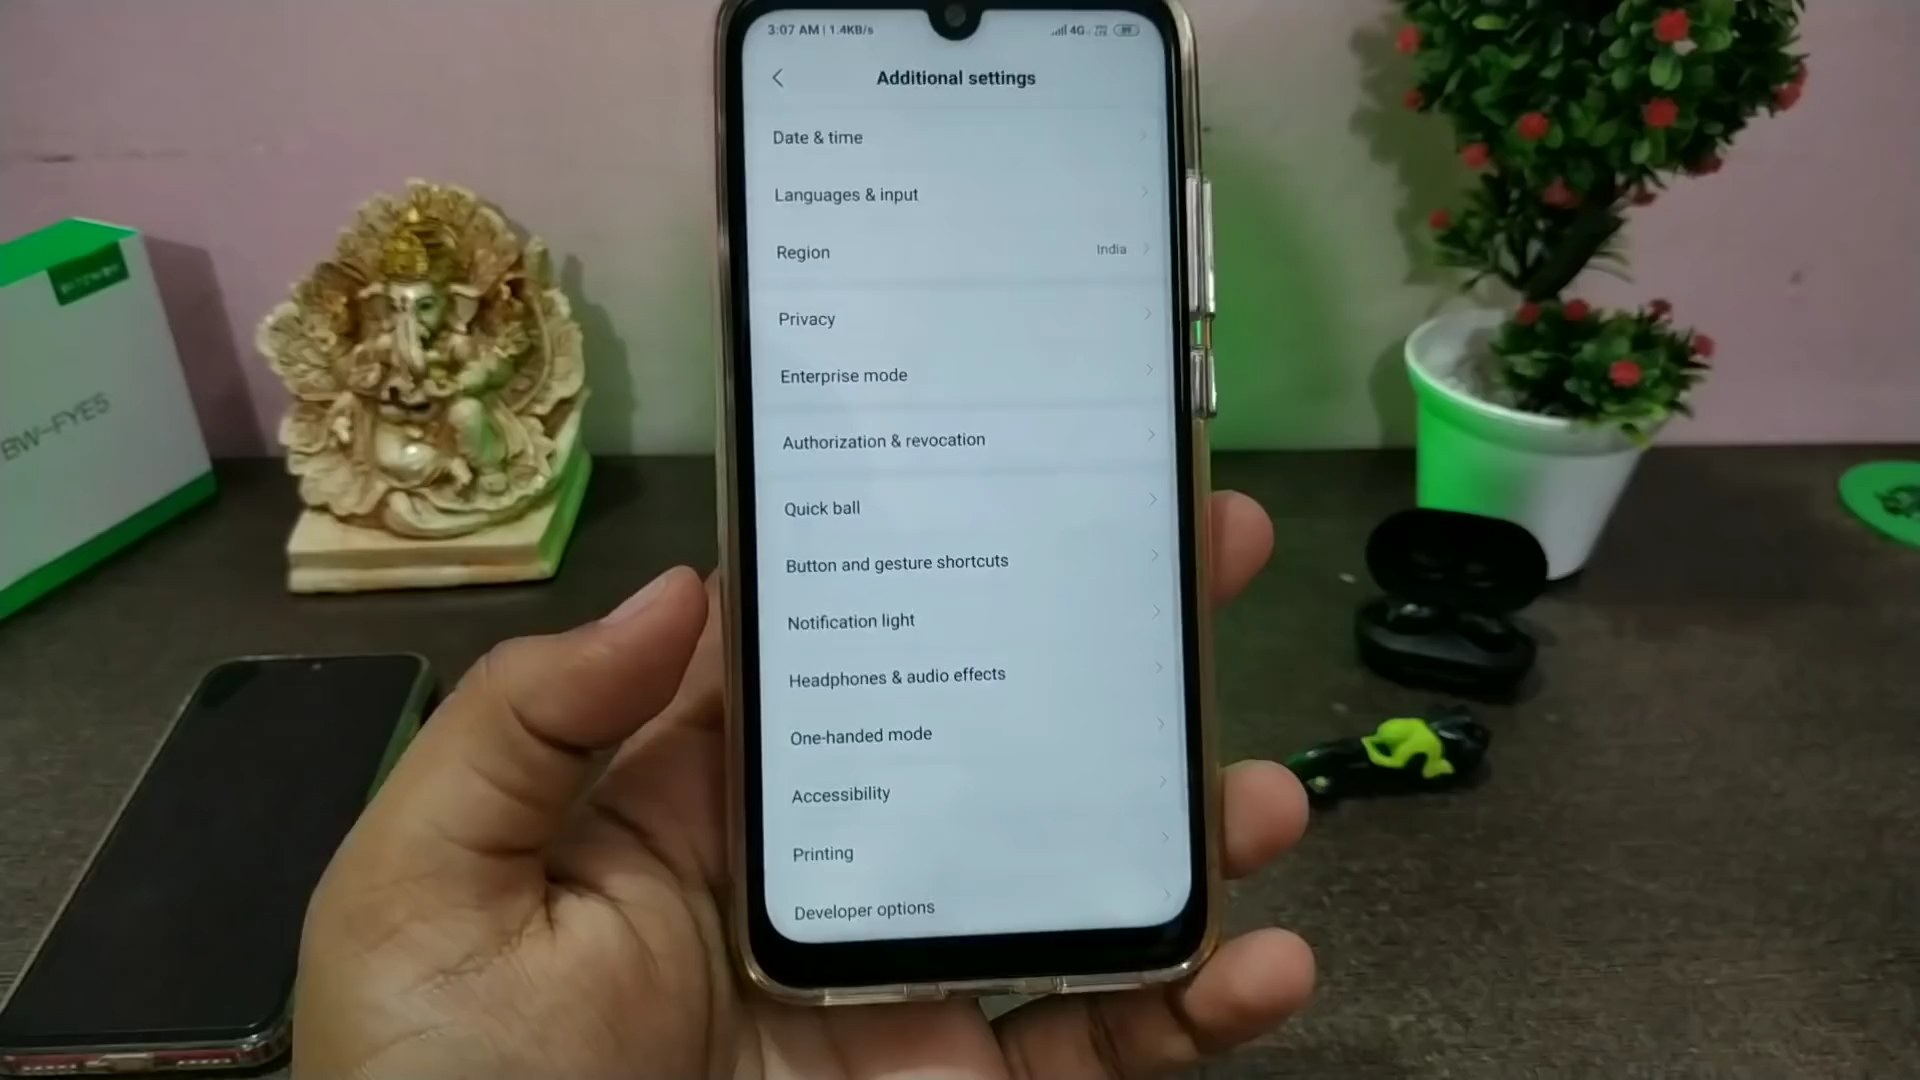 3:07 AM | 1.4KB/s
4G
89
Additional settings
Date & time
Languages & input
Region
India
Privacy
Enterprise mode
Authorization & revocation
Quick ball
Button and gesture shortcuts
Notification light
Headphones & audio effects
One-handed mode
Accessibility
Printing
Developer options
BW-FYE5